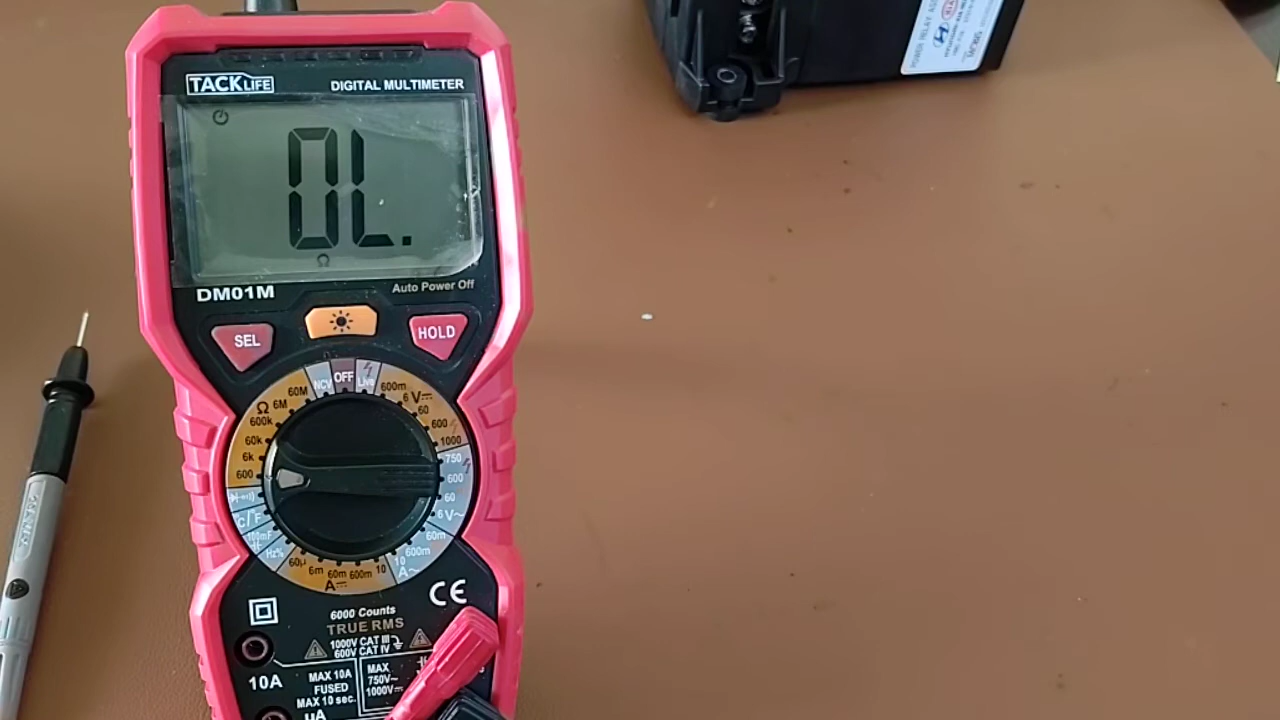 TACKLIFE DIGITAL MULTIMETER
0L.
Ω
DM01M
Auto Power Off
SEL
HOLD
NCV OFF Live
600m 6 V 60 600 1000
750 600 60 6 V~
60m 600m 10 A~
10 600m 60m 6m 60µ A
Hz%
100mF
°C/°F
600 6k 60k 600k 6M 60M Ω
CE
6000 Counts
TRUE RMS
1000V CAT III
600V CAT IV
10A
MAX 10A
FUSED
MAX 10 sec.
MAX
750V~
1000V
µA